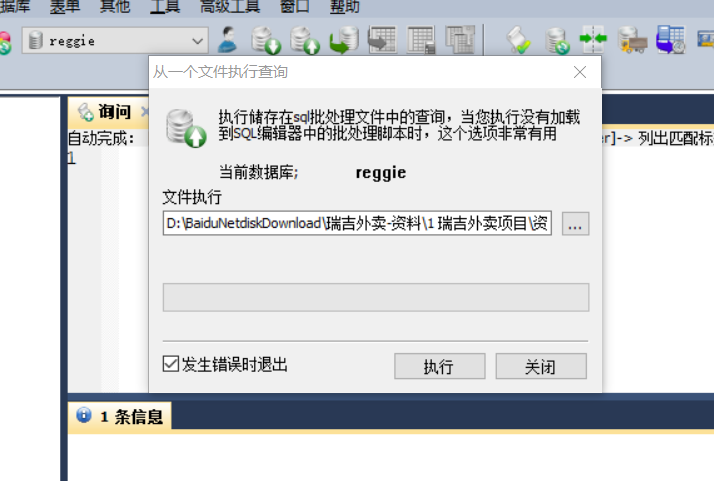 据库 表单 其他 工具 高级工具 窗口 帮助
reggie
从一个文件执行查询
询问
自动完成:
er]-> 列出匹配标
1
执行储存在sql批处理文件中的查询，当您执行没有加载
到SQL编辑器中的批处理脚本时，这个选项非常有用
当前数据库; reggie
文件执行
D:\BaiduNetdiskDownload\瑞吉外卖-资料\1 瑞吉外卖项目\资
...
发生错误时退出
执行
关闭
1 条信息